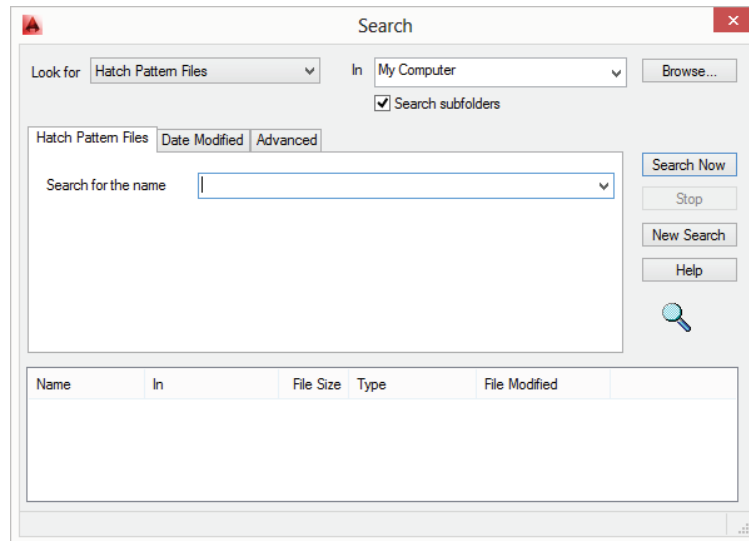 Search
Look for Hatch Pattern Files In My Computer Browse...
Search subfolders
Hatch Pattern Files Date Modified Advanced
Search for the name
Search Now
Stop
New Search
Help
Name In File Size Type File Modified